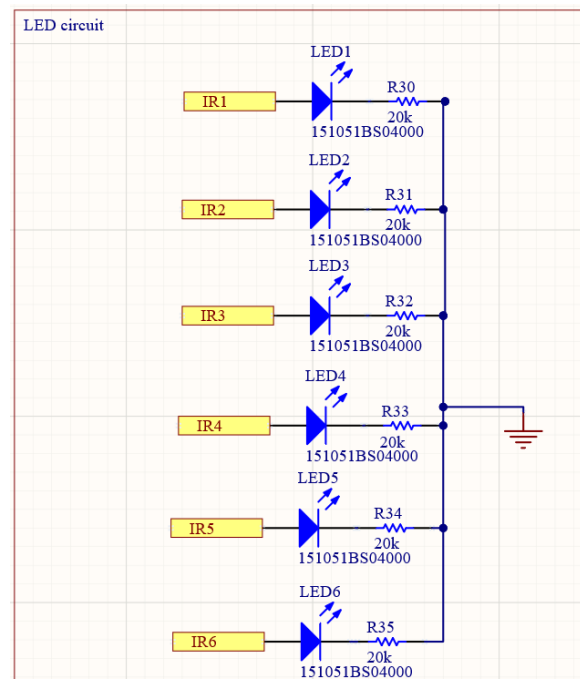 LED circuit
LED1
IR1
R30
20k
151051BS04000
LED2
IR2
R31
20k
151051BS04000
LED3
IR3
R32
20k
151051BS04000
LED4
IR4
R33
20k
151051BS04000
LED5
IR5
R34
20k
151051BS04000
LED6
IR6
R35
20k
151051BS04000